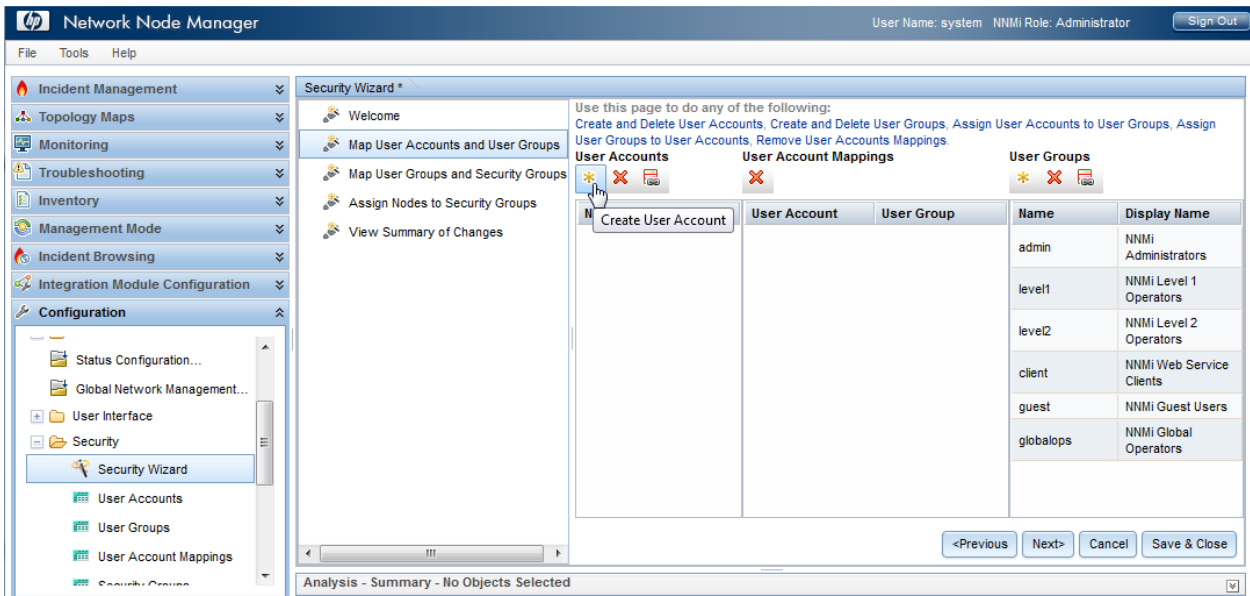 hp Network Node Manager
User Name: system NNMi Role: Administrator Sign Out
File Tools Help
Incident Management
Topology Maps
Monitoring
Troubleshooting
Inventory
Management Mode
Incident Browsing
Integration Module Configuration
Configuration
Status Configuration...
Global Network Management...
User Interface
Security
Security Wizard
User Accounts
User Groups
User Account Mappings
Security Groups
Security Wizard *
Welcome
Map User Accounts and User Groups
Map User Groups and Security Groups
Assign Nodes to Security Groups
View Summary of Changes
Use this page to do any of the following:
Create and Delete User Accounts, Create and Delete User Groups, Assign User Accounts to User Groups, Assign
User Groups to User Accounts, Remove User Accounts Mappings.
User Accounts User Account Mappings User Groups
Create User Account
User Account User Group Name Display Name
admin NNMi
Administrators
level1 NNMi Level 1
Operators
level2 NNMi Level 2
Operators
client NNMi Web Service
Clients
guest NNMi Guest Users
globalops NNMi Global
Operators
<Previous Next> Cancel Save & Close
Analysis - Summary - No Objects Selected